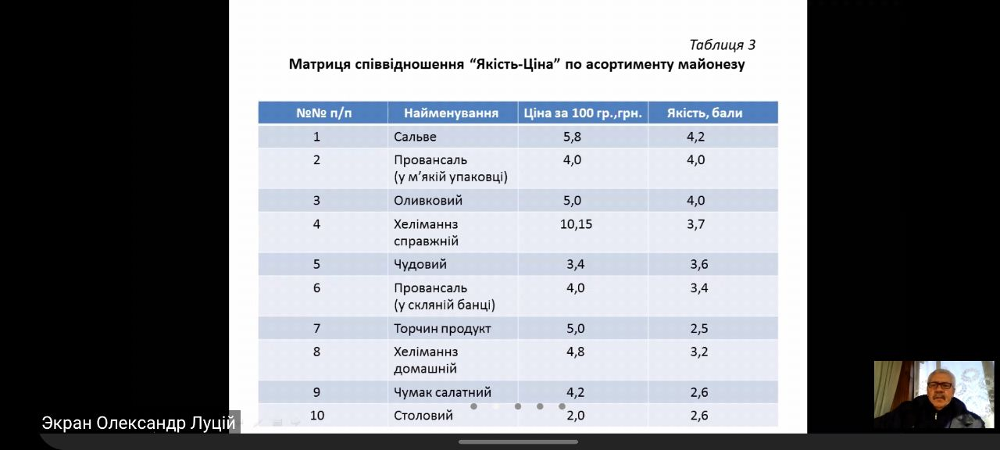 Таблиця 3
Матриця співвідношення “Якість-Ціна” по асортименту майонезу
№№ п/п Найменування Ціна за 100 гр.,грн. Якість, бали
1 Сальве 5,8 4,2
2 Провансаль 4,0 4,0
(у м’якій упаковці)
3 Оливковий 5,0 4,0
4 Хеліманнз 10,15 3,7
справжній
5 Чудовий 3,4 3,6
6 Провансаль 4,0 3,4
(у скляній банці)
7 Торчин продукт 5,0 2,5
8 Хеліманнз 4,8 3,2
домашній
9 Чумак салатний 4,2 2,6
10 Столовий 2,0 2,6
Экран Олександр Луцій